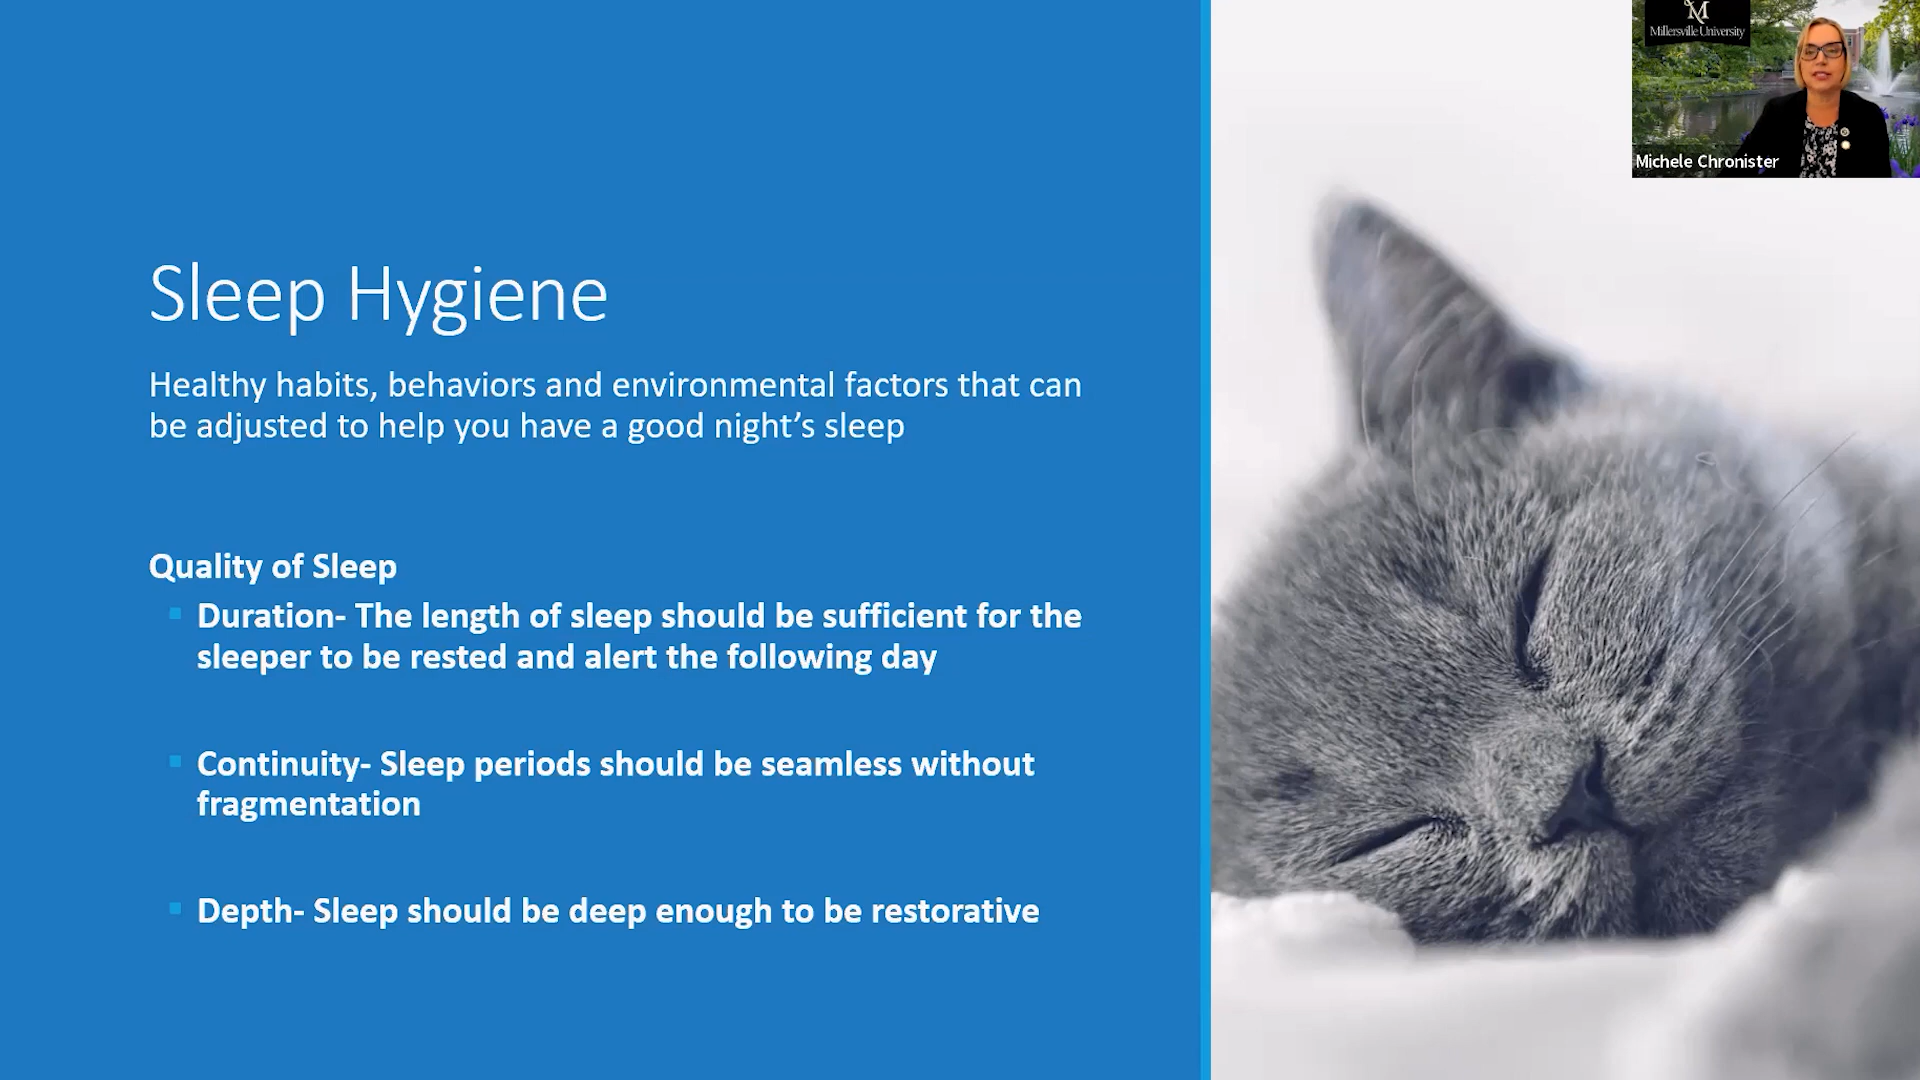 M
Millersville University
Michele Chronister
Sleep Hygiene
Healthy habits, behaviors and environmental factors that can
be adjusted to help you have a good night’s sleep
Quality of Sleep
Duration- The length of sleep should be sufficient for the
sleeper to be rested and alert the following day
Continuity- Sleep periods should be seamless without
fragmentation
Depth- Sleep should be deep enough to be restorative